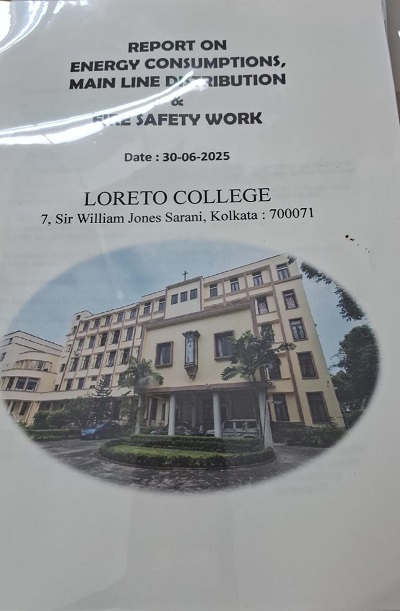 REPORT ON
ENERGY CONSUMPTIONS,
MAIN LINE DISTRIBUTION
&
FIRE SAFETY WORK
Date : 30-06-2025
LORETO COLLEGE
7, Sir William Jones Sarani, Kolkata : 700071